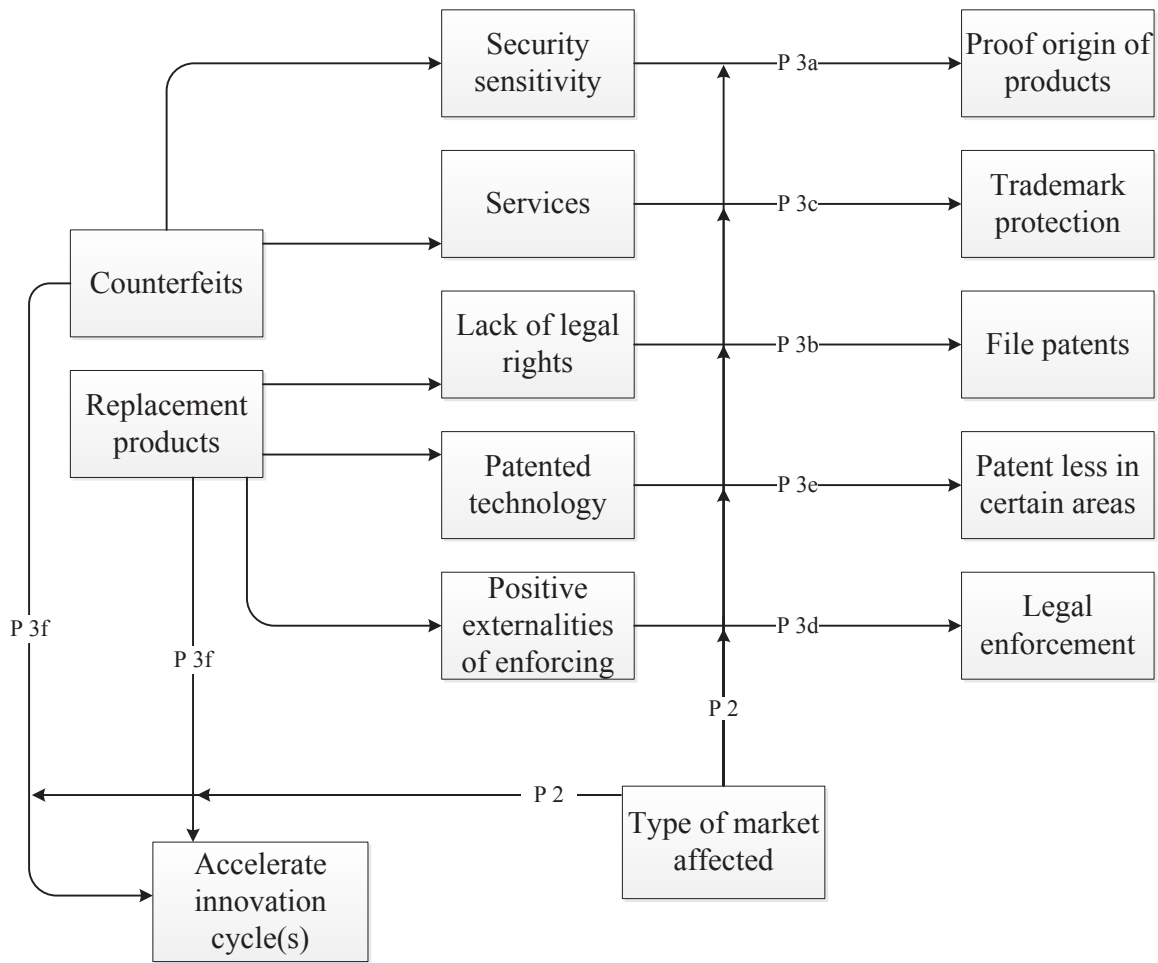 Security
sensitivity
P 3a
Proof origin of
products
Services
P 3c
Trademark
protection
Counterfeits
Lack of legal
rights
P 3b
File patents
Replacement
products
Patented
technology
P 3e
Patent less in
certain areas
Positive
externalities
of enforcing
P 3d
Legal
enforcement
P 3f
P 3f
P 2
P 2
Type of market
affected
Accelerate
innovation
cycle(s)